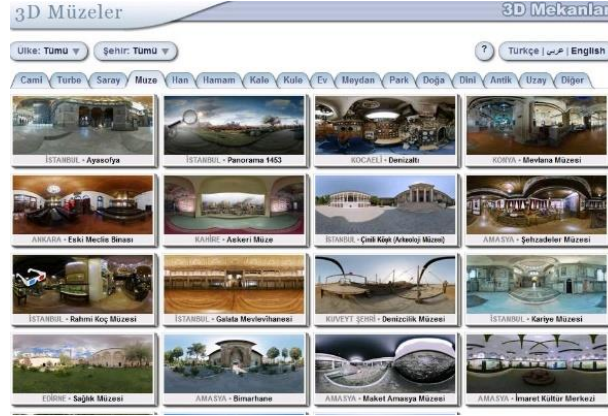 3D Müzeler
3D Mekanlar
Ülke: Tümü ▼ Şehir: Tümü ▼ ? Türkçe | عربي | English
Cami Türbe Saray Müze Han Hamam Kale Kule Ev Meydan Park Doğa Dini Antik Uzay Diğer
İSTANBUL - Ayasofya İSTANBUL - Panorama 1453 KOCAELİ - Denizaltı KONYA - Mevlana Müzesi
ANKARA - Eski Meclis Binası KAHİRE - Askeri Müze İSTANBUL - Çinili Köşk (Arkeoloji Müzesi) AMASYA - Şehzadeler Müzesi
İSTANBUL - Rahmi Koç Müzesi İSTANBUL - Galata Mevlevihanesi KUVEYT ŞEHRİ - Denizcilik Müzesi İSTANBUL - Kariye Müzesi
EDİRNE - Sağlık Müzesi AMASYA - Bimarhane AMASYA - Maket Amasya Müzesi AMASYA - İmaret Kültür Merkezi